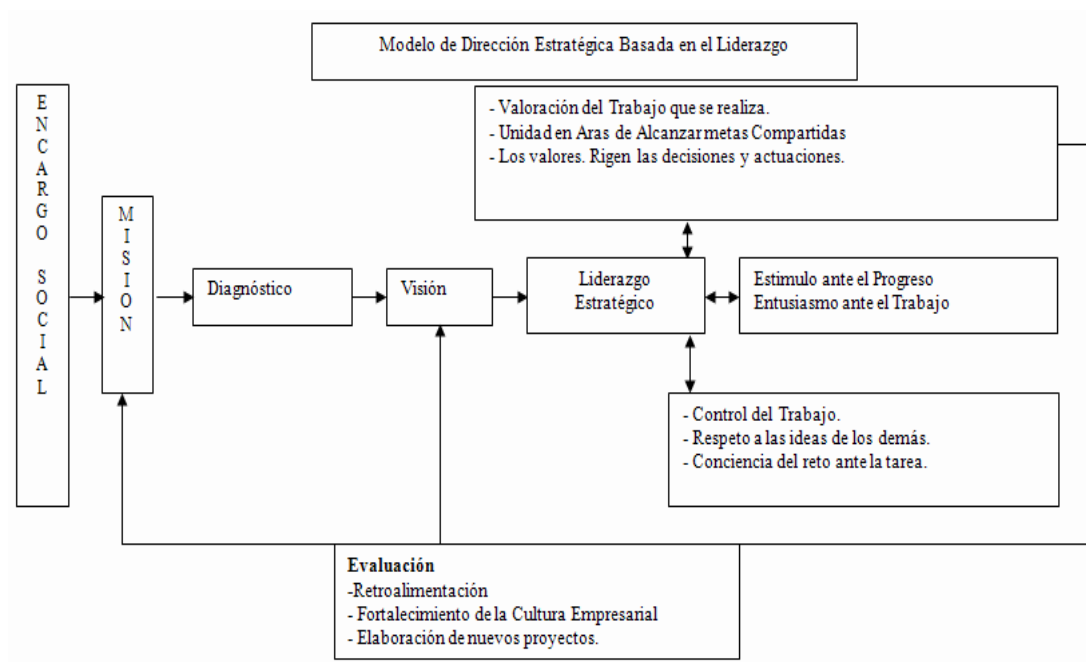 Modelo de Dirección Estratégica Basada en el Liderazgo
ENCARGO SOCIAL
- Valoración del Trabajo que se realiza.
- Unidad en Aras de Alcanzar metas Compartidas
- Los valores. Rigen las decisiones y actuaciones.
MISION
Diagnóstico
Visión
Liderazgo
Estratégico
Estimulo ante el Progreso
Entusiasmo ante el Trabajo
- Control del Trabajo.
- Respeto a las ideas de los demás.
- Conciencia del reto ante la tarea.
Evaluación
-Retroalimentación
- Fortalecimiento de la Cultura Empresarial
- Elaboración de nuevos proyectos.